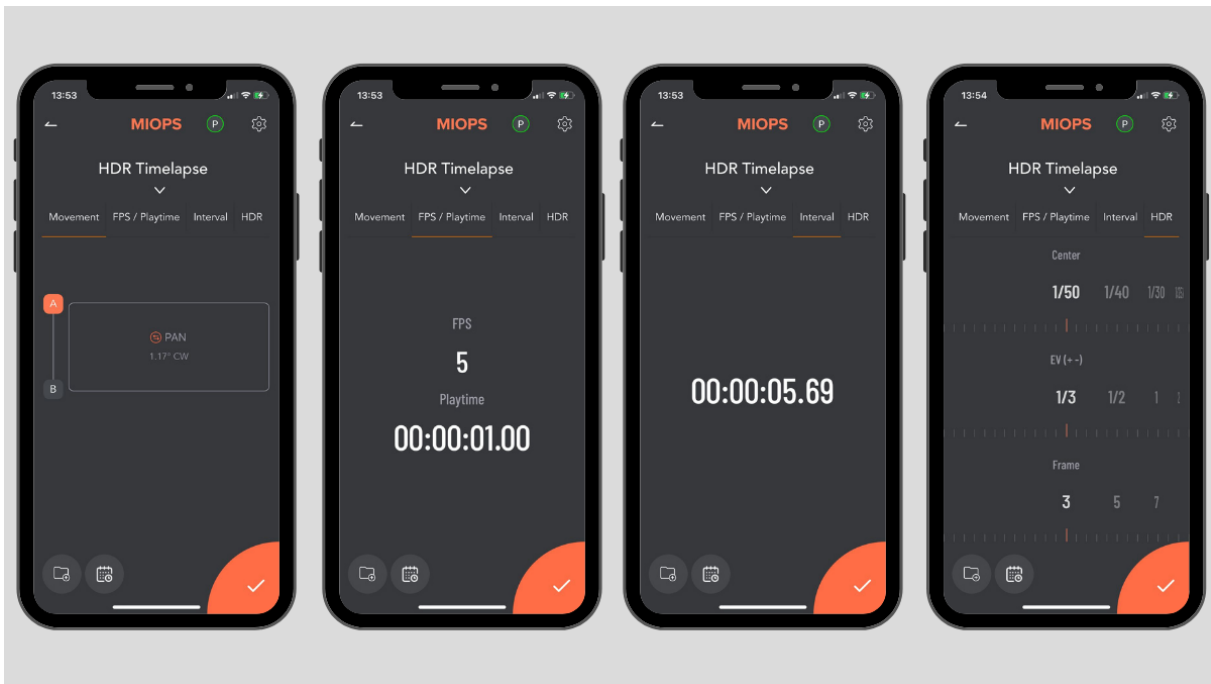 13:53
MIOPS P
HDR Timelapse
Movement FPS / Playtime Interval HDR
A
PAN
1.17° CW
B
13:53
MIOPS P
HDR Timelapse
Movement FPS / Playtime Interval HDR
FPS
5
Playtime
00:00:01.00
13:53
MIOPS P
HDR Timelapse
Movement FPS / Playtime Interval HDR
00:00:05.69
13:54
MIOPS P
HDR Timelapse
Movement FPS / Playtime Interval HDR
Center
1/50 1/40 1/30
EV (+ -)
1/3 1/2 1
Frame
3 5 7